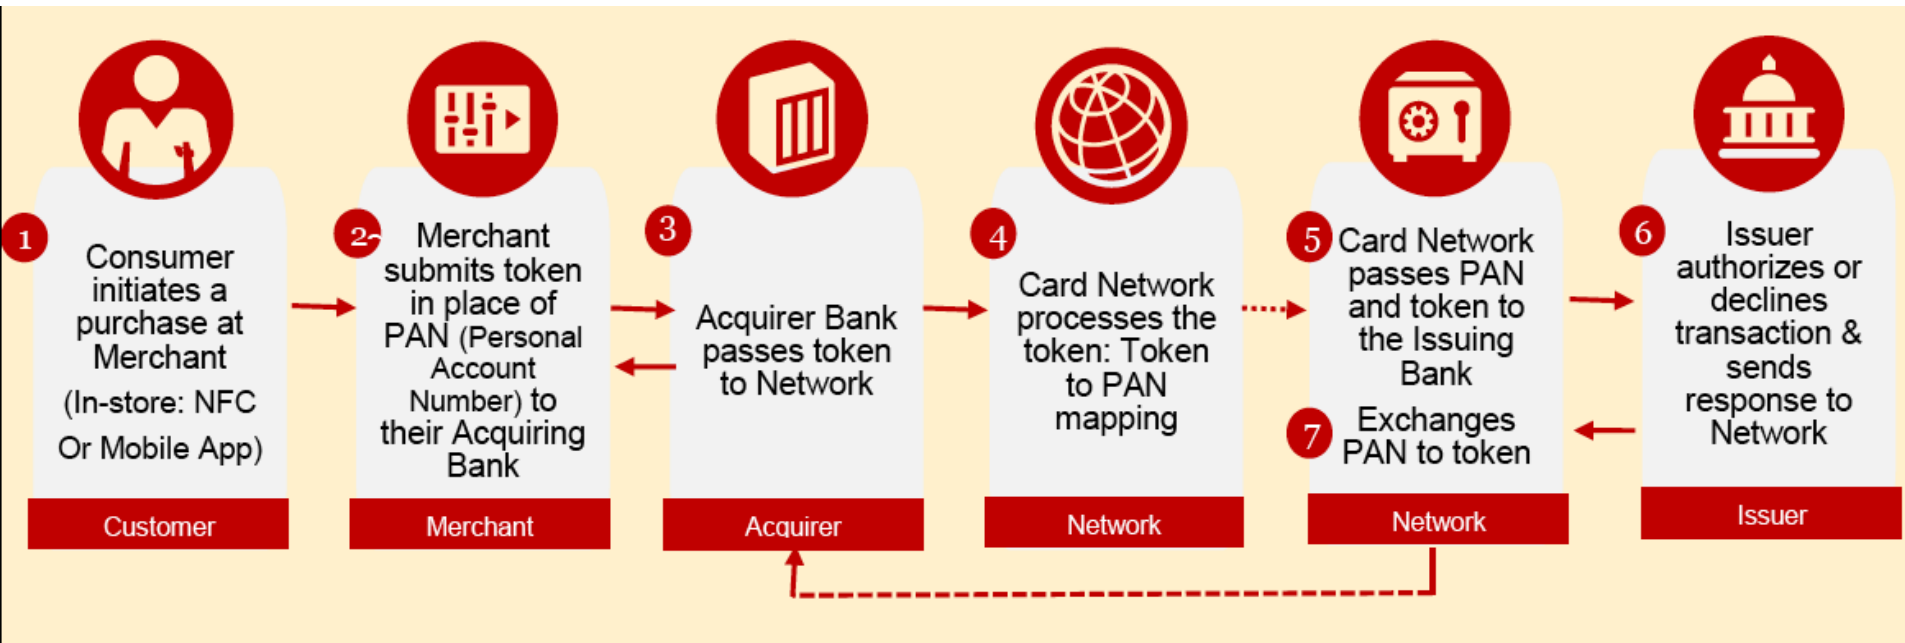 1
Consumer
initiates a
purchase at
Merchant
(In-store: NFC
Or Mobile App)
Customer
2
Merchant
submits token
in place of
PAN (Personal
Account
Number) to
their Acquiring
Bank
Merchant
3
Acquirer Bank
passes token
to Network
Acquirer
4
Card Network
processes the
token: Token
to PAN
mapping
Network
5
Card Network
passes PAN
and token to
the Issuing
Bank
7
Exchanges
PAN to token
Network
6
Issuer
authorizes or
declines
transaction &
sends
response to
Network
Issuer